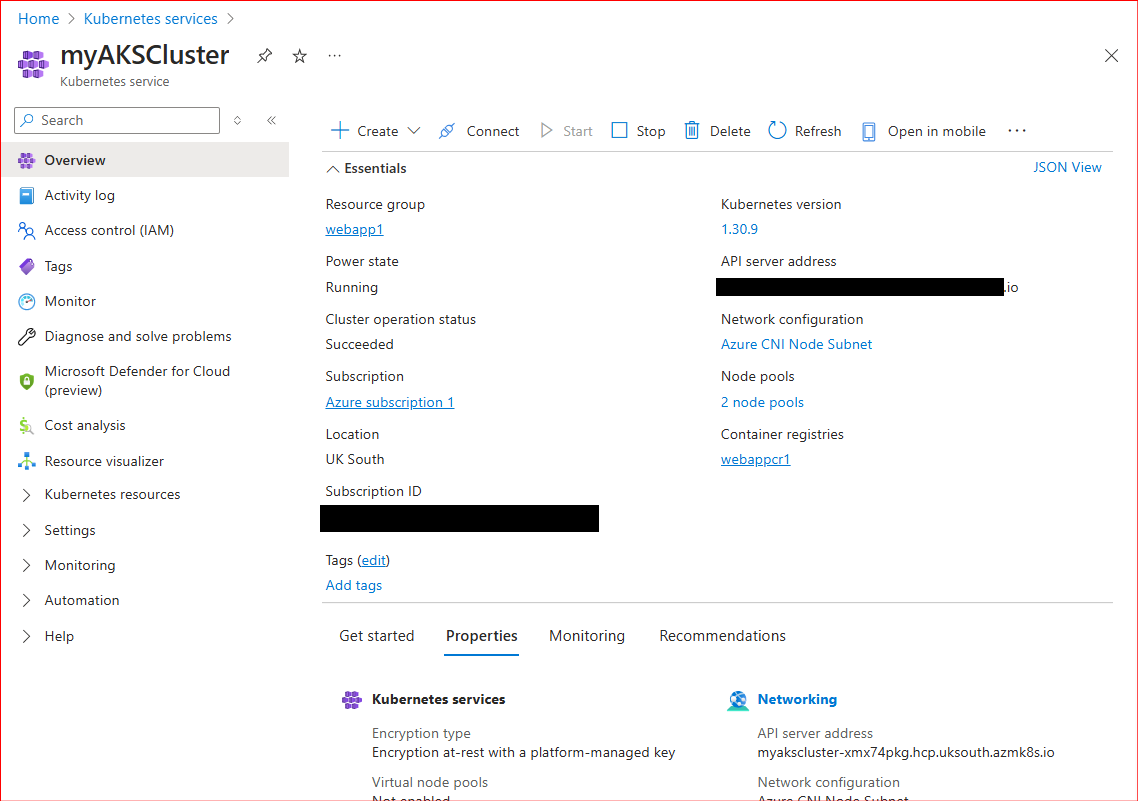 Home > Kubernetes services >
myAKSCluster
...
Kubernetes service
Search
Overview
Activity log
Access control (IAM)
Tags
Monitor
Diagnose and solve problems
Microsoft Defender for Cloud
(preview)
Cost analysis
Resource visualizer
Kubernetes resources
Settings
Monitoring
Automation
Help
Create Connect Start Stop Delete Refresh Open in mobile ...
Essentials
JSON View
Resource group
webapp1
Power state
Running
Cluster operation status
Succeeded
Subscription
Azure subscription 1
Location
UK South
Subscription ID
Kubernetes version
1.30.9
API server address
.io
Network configuration
Azure CNI Node Subnet
Node pools
2 node pools
Container registries
webappcr1
Tags (edit)
Add tags
Get started Properties Monitoring Recommendations
Kubernetes services
Encryption type
Encryption at-rest with a platform-managed key
Virtual node pools
Not enabled
Networking
API server address
myakscluster-xmx74pkg.hcp.uksouth.azmk8s.io
Network configuration
Azure CNI Node Subnet